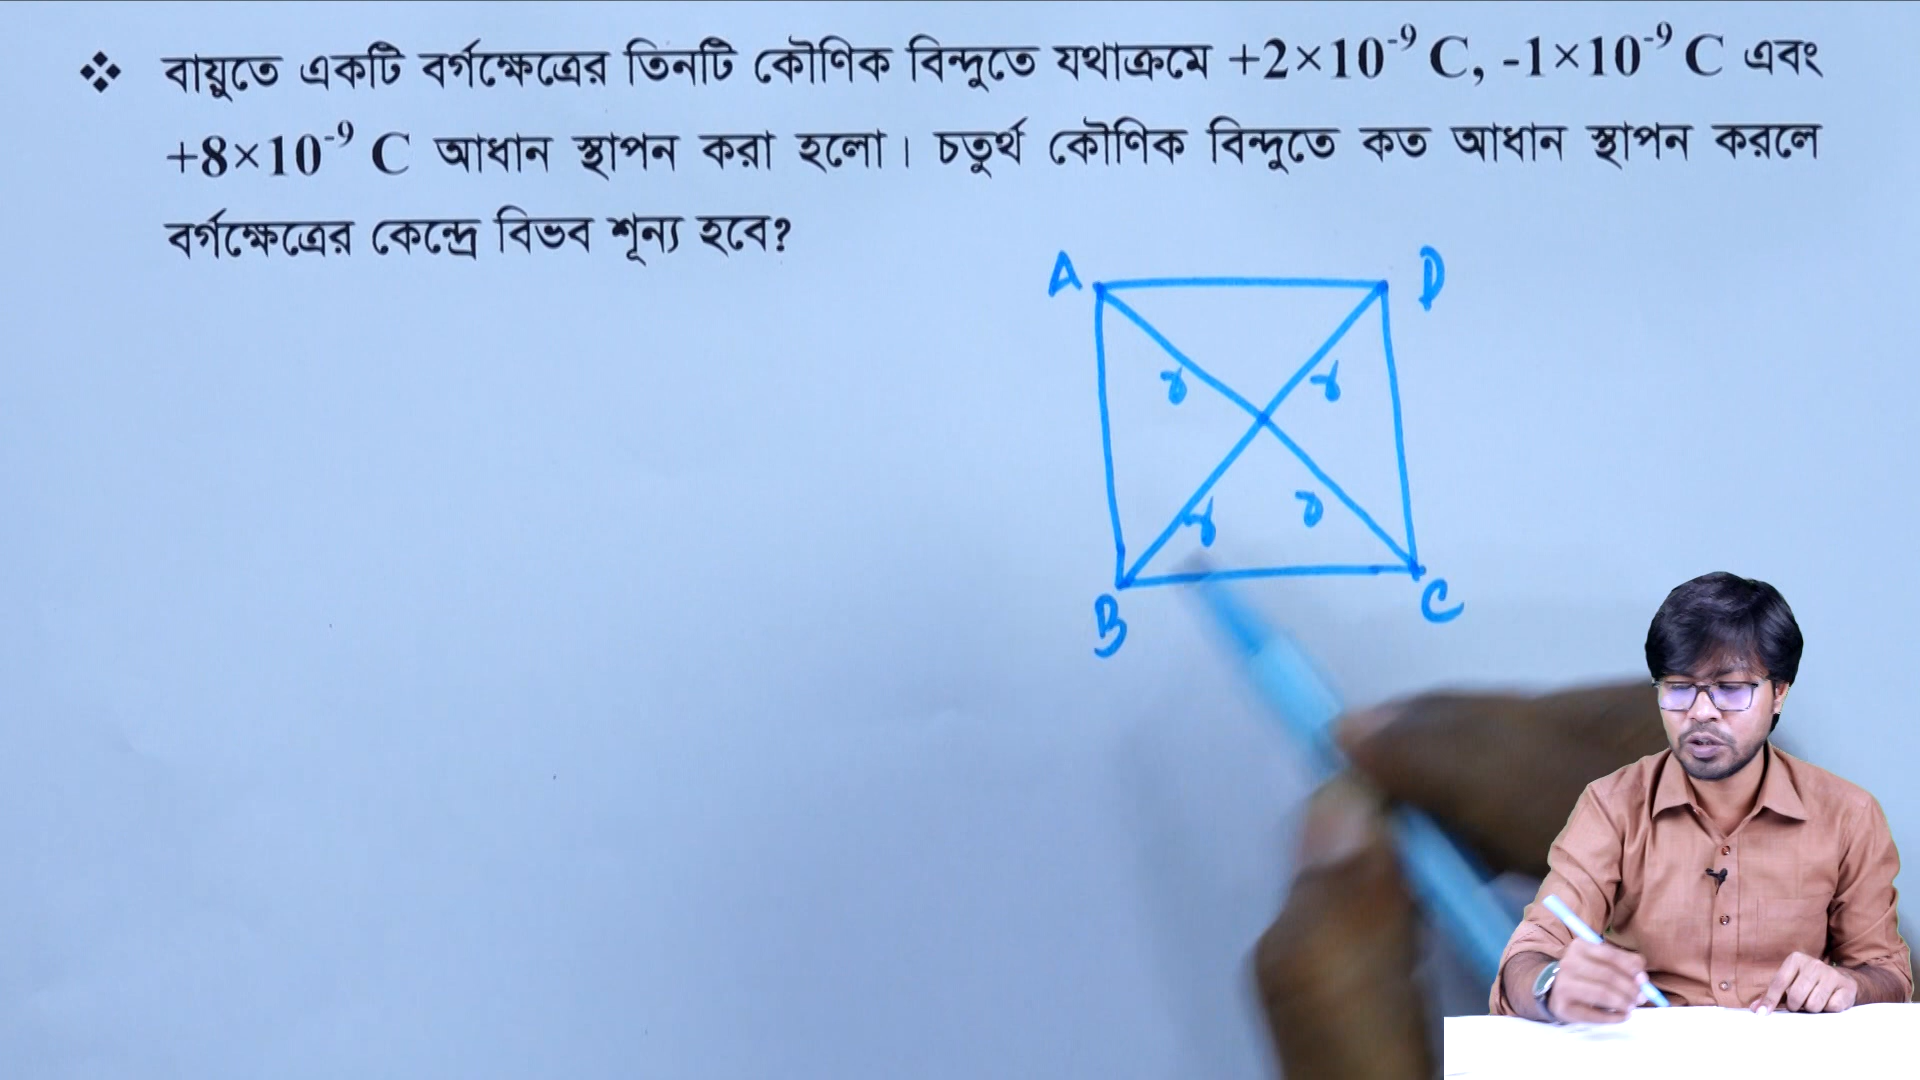 ❖ বায়ুতে একটি বর্গক্ষেত্রের তিনটি কৌণিক বিন্দুতে যথাক্রমে +2×10⁻⁹ C, -1×10⁻⁹ C এবং
+8×10⁻⁹ C আধান স্থাপন করা হলো। চতুর্থ কৌণিক বিন্দুতে কত আধান স্থাপন করলে
বর্গক্ষেত্রের কেন্দ্রে বিভব শূন্য হবে?
A D
r r
r r
B C